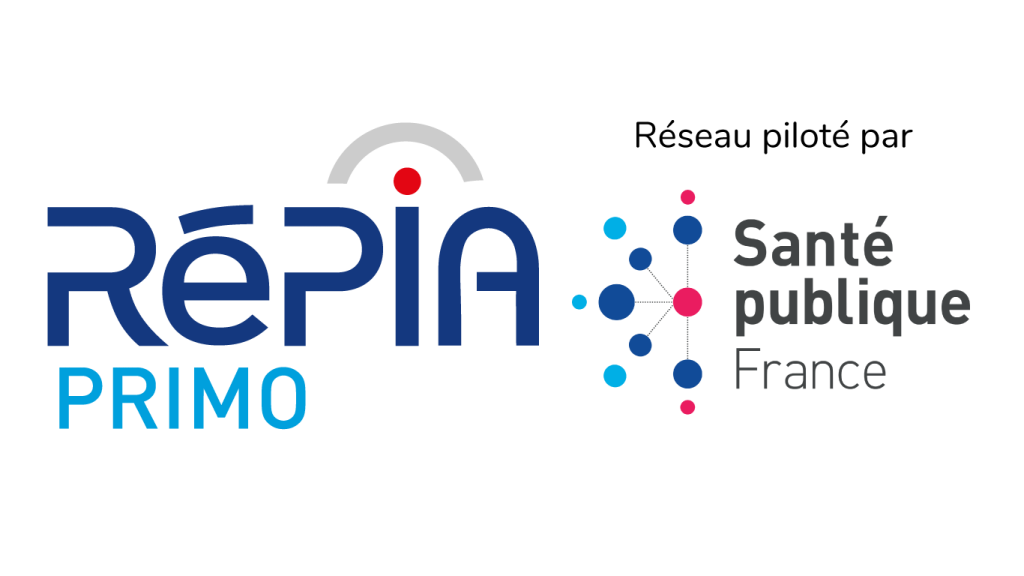 RéPIA
PRIMO
Réseau piloté par
Santé
publique
France